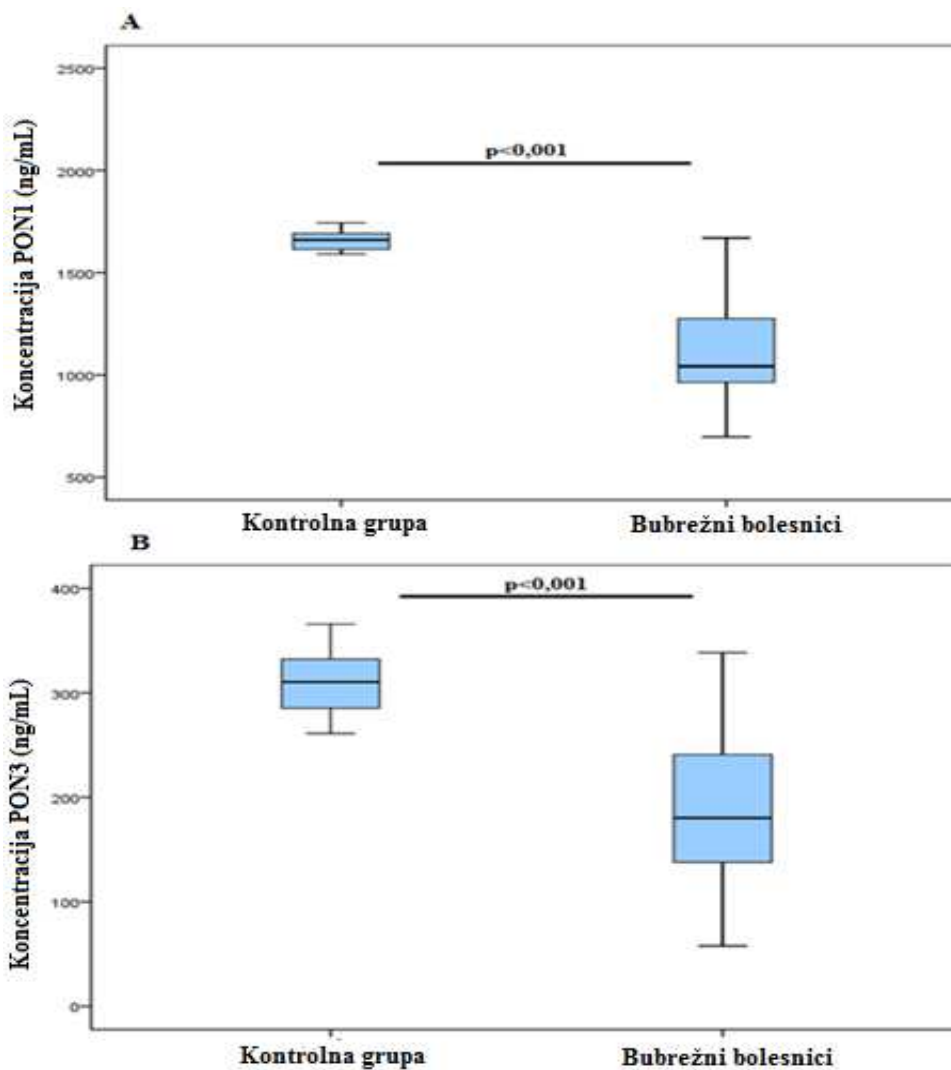 A
Koncentracija PON1 (ng/mL)
2500
2000
1500
1000
500
p<0,001
Kontrolna grupa
Bubrežni bolesnici
B
Koncentracija PON3 (ng/mL)
400
300
200
100
0
p<0,001
Kontrolna grupa
Bubrežni bolesnici